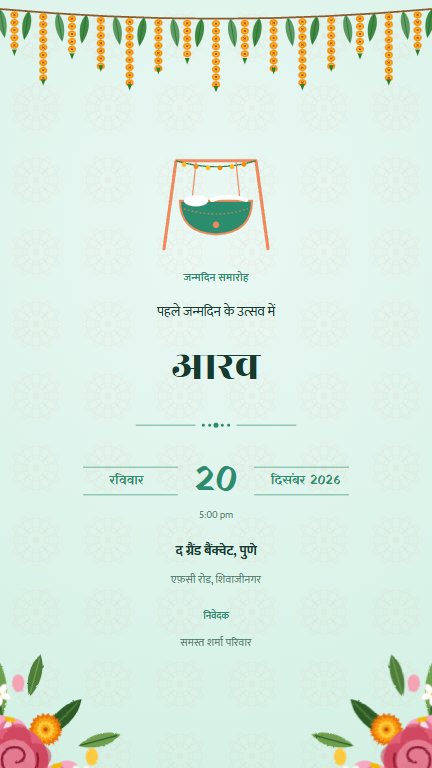 जन्मदिन समारोह
पहले जन्मदिन के उत्सव में
आरव
रविवार 20 दिसंबर 2026
5:00 pm
द ग्रैंड बैंक्वेट, पुणे
एफ़सी रोड, शिवाजीनगर
निवेदक
समस्त शर्मा परिवार